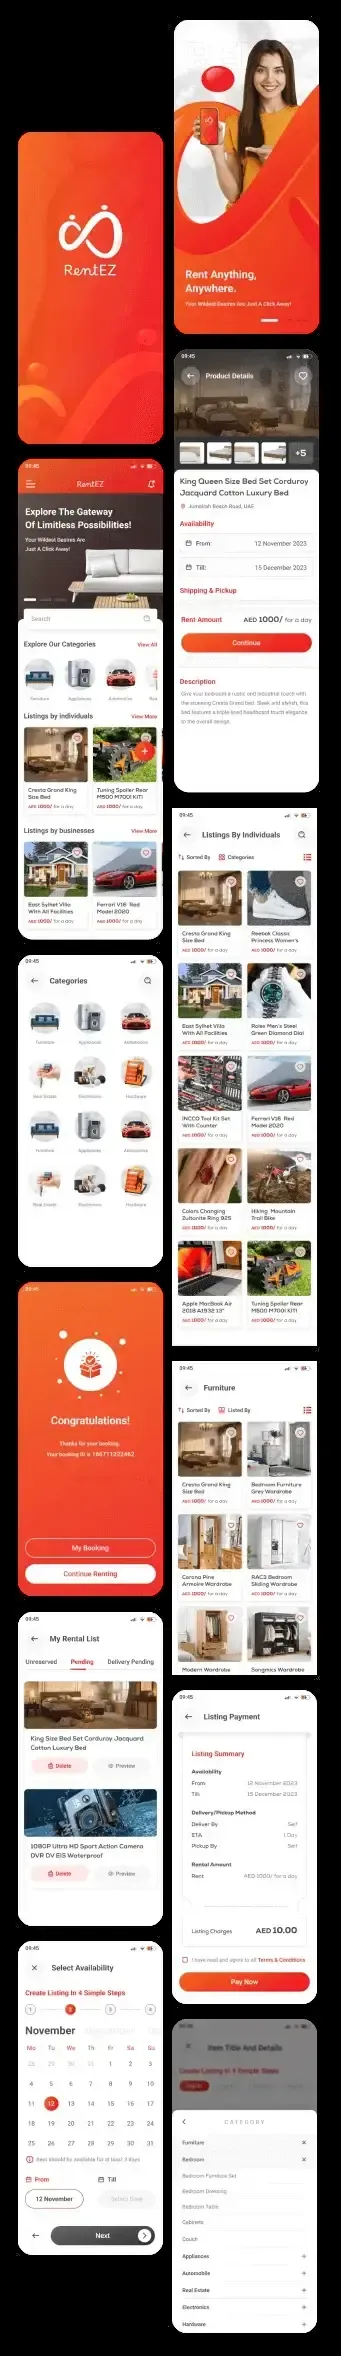 RentEZ
09:45
RentEZ
Explore The Gateway
Of Limitless Possibilities!
Your Wildest Desires Are
Just A Click Away!
Search
Explore Our Categories
View All
Furniture
Appliances
Automotive
Listings by individuals
View More
Cresta Grand King
Size Bed
AED 1000/ for a day
Tuning Spoiler Rear
M500 M700I KITI
AED 1000/ for a day
Listings by businesses
View More
East Sylhet Villa
With All Facilities
AED 1000/ for a day
Ferrari V16 Red
Model 2020
AED 1000/ for a day
09:45
Categories
Furniture
Appliances
Automotive
Real Estate
Electronics
Hardware
Furniture
Appliances
Automotive
Real Estate
Electronics
Hardware
09:45
Congratulations!
Thanks for your booking.
Your booking ID is
My Booking
Continue Renting
09:45
My Rental List
Unreserved
Pending
Delivery Pending
King Size Bed Set Corduroy Jacquard
Cotton Luxury Bed
Delete
Preview
1080P Ultra HD Sport Action Camera
DVR DV EIS Waterproof
Delete
Preview
09:45
Select Availability
Create Listing In 4 Simple Steps
1
2
3
4
November
Mo Tu We Th Fr Sa Su
28 29 30 31 1 2 3
4 5 6 7 8 9 10
11 12 13 14 15 16 17
18 19 20 21 22 23 24
25 26 27 28 29 30 31
Item should be available for at least 3 days
From
Till
12 November
Select Date
Next
Rent Anything,
Anywhere.
Your Wildest Desires Are Just A Click Away!
09:45
Product Details
+5
King Queen Size Bed Set Corduroy
Jacquard Cotton Luxury Bed
Jumeirah Beach Road, UAE
Availability
From:
12 November 2023
Till:
15 December 2023
Shipping & Pickup
Rent Amount
AED 1000/ for a day
Continue
Description
Give your bedroom a rustic and industrial touch with
the stunning Cresta Grand bed. Sleek and stylish, this
bed features a triple-lined headboard touch elegance
to the overall design.
09:45
Listings By Individuals
Sorted By
Categories
Cresta Grand King
Size Bed
AED 1000/ for a day
Reebok Classic
Princess Women's
AED 1000/ for a day
East Sylhet Villa
With All Facilities
AED 1000/ for a day
Rolex Men's Steel
Green Diamond Dial
AED 1000/ for a day
INCCO Tool Kit Set
With Counter
AED 1000/ for a day
Ferrari V16 Red
Model 2020
AED 1000/ for a day
Colors Changing
Zultanite Ring 925
AED 1000/ for a day
Hiking Mountain
Trail Bike
AED 1000/ for a day
Apple MacBook Air
2018 A1932 13"
AED 1000/ for a day
Tuning Spoiler Rear
M500 M700I KITI
AED 1000/ for a day
09:45
Furniture
Sorted By
Listed By
Cresta Grand King
Size Bed
AED 1000/ for a day
Bedroom Furniture
Grey Wardrobe
AED 1000/ for a day
Corona Pine
Armoire Wardrobe
AED 1000/ for a day
RAC3 Bedroom
Sliding Wardrobe
AED 1000/ for a day
Modern Wardrobe
Songmics Wardrobe
09:45
Listing Payment
Listing Summary
Availability
From
12 November 2023
Till
15 December 2023
Delivery/Pickup Method
Deliver By
Self
ETA
1 Day
Pickup By
Self
Rental Amount
Rent
AED 1000/ for a day
Listing Charges
AED 10.00
I have read and agree to all Terms & Conditions
Pay Now
09:45
Item Title And Details
Create Listing In 4 Simple Steps
CATEGORY
Furniture
Bedroom
Bedroom Furniture Set
Bedroom Dressing
Bedroom Table
Cabinets
Couch
Appliances
Automobile
Real Estate
Electronics
Hardware